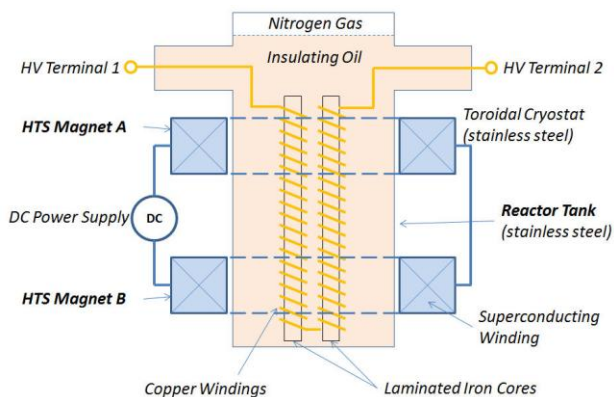 Nitrogen Gas
Insulating Oil
HV Terminal 1
HV Terminal 2
HTS Magnet A
Toroidal Cryostat
(stainless steel)
DC Power Supply
DC
Reactor Tank
(stainless steel)
HTS Magnet B
Superconducting
Winding
Copper Windings
Laminated Iron Cores